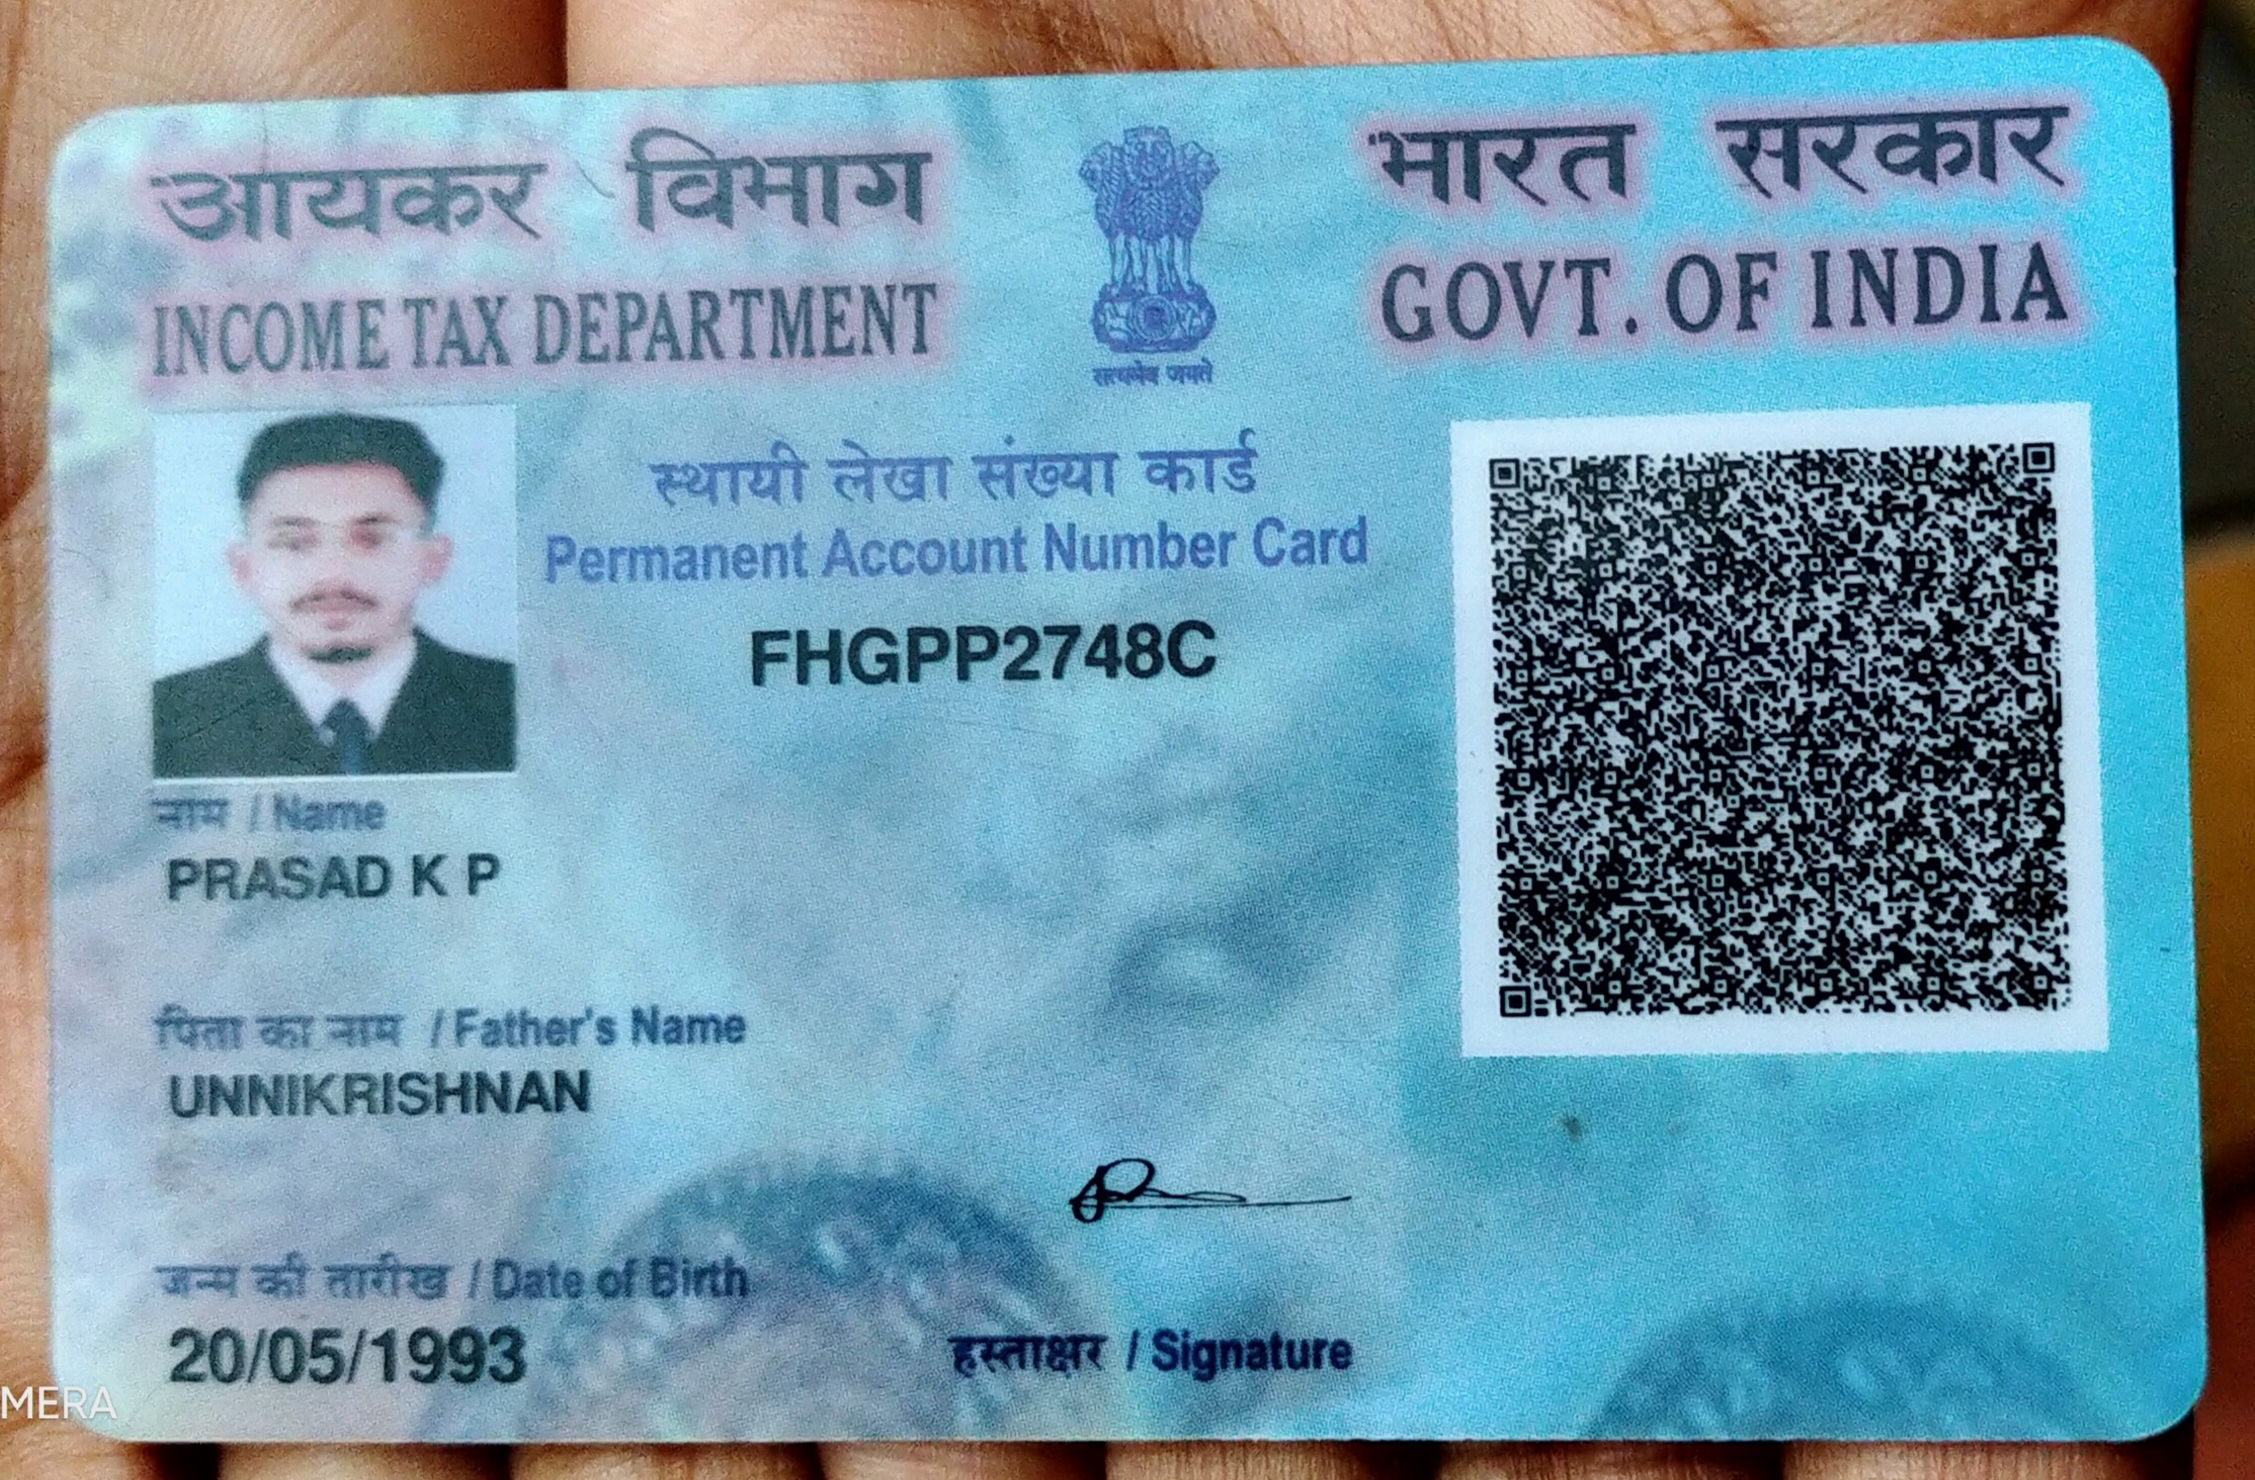 आयकर विभाग
INCOME TAX DEPARTMENT
सत्यमेव जयते
भारत सरकार
GOVT. OF INDIA
स्थायी लेखा संख्या कार्ड
Permanent Account Number Card
FHGPP2748C
नाम / Name
PRASAD K P
पिता का नाम / Father's Name
UNNIKRISHNAN
जन्म की तारीख / Date of Birth
20/05/1993
हस्ताक्षर / Signature
MERA